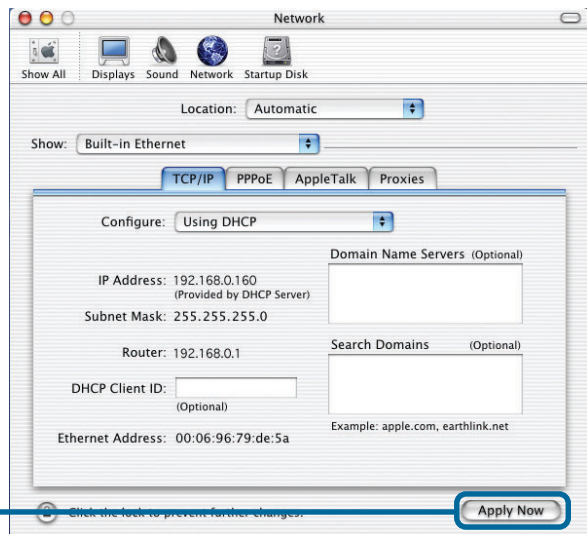 Network
Show All Displays Sound Network Startup Disk
Location: Automatic
Show: Built-in Ethernet
TCP/IP PPPoE AppleTalk Proxies
Configure: Using DHCP
Domain Name Servers (Optional)
IP Address: 192.168.0.160
(Provided by DHCP Server)
Subnet Mask: 255.255.255.0
Router: 192.168.0.1
Search Domains (Optional)
DHCP Client ID:
(Optional)
Example: apple.com, earthlink.net
Ethernet Address: 00:06:96:79:de:5a
Click the lock to prevent further changes.
Apply Now